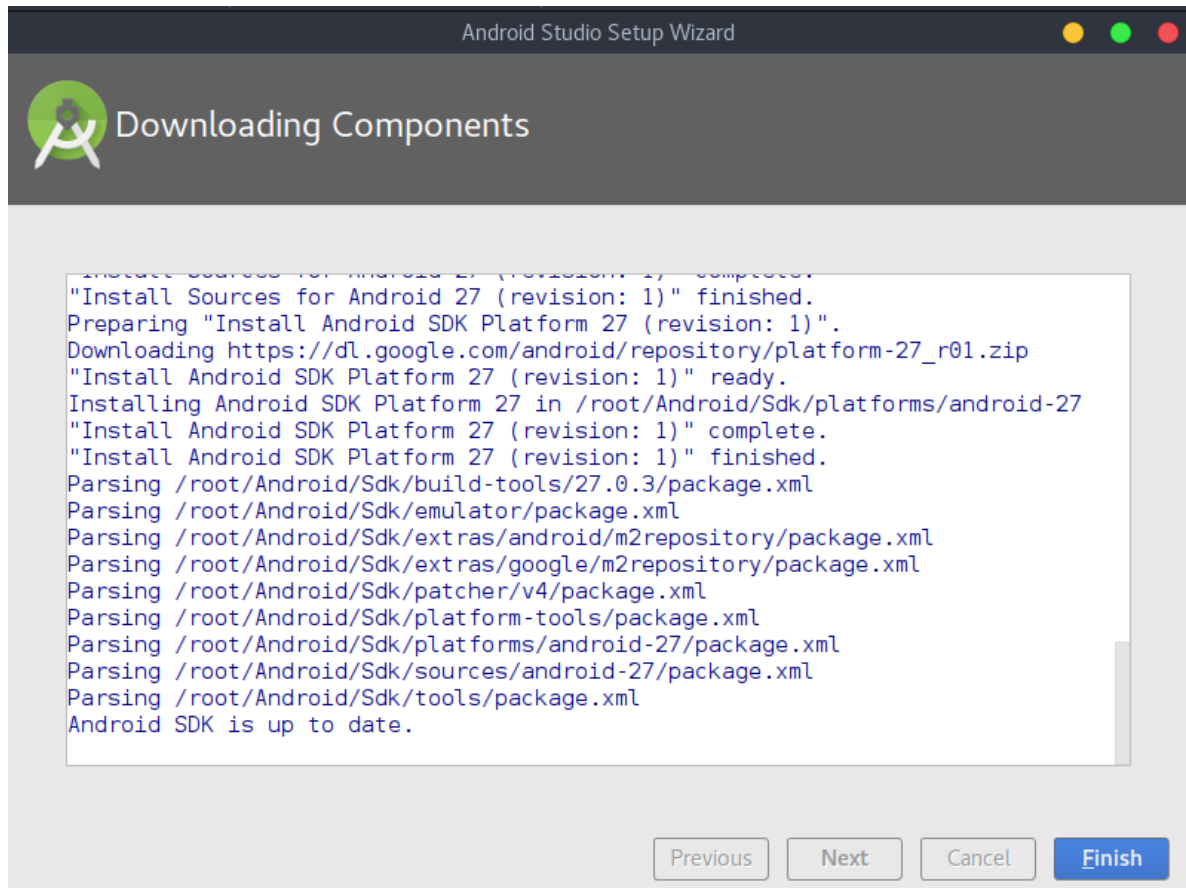 Android Studio Setup Wizard
Downloading Components
"Install Sources for Android 27 (revision: 1)" complete.
"Install Sources for Android 27 (revision: 1)" finished.
Preparing "Install Android SDK Platform 27 (revision: 1)".
Downloading https://dl.google.com/android/repository/platform-27_r01.zip
"Install Android SDK Platform 27 (revision: 1)" ready.
Installing Android SDK Platform 27 in /root/Android/Sdk/platforms/android-27
"Install Android SDK Platform 27 (revision: 1)" complete.
"Install Android SDK Platform 27 (revision: 1)" finished.
Parsing /root/Android/Sdk/build-tools/27.0.3/package.xml
Parsing /root/Android/Sdk/emulator/package.xml
Parsing /root/Android/Sdk/extras/android/m2repository/package.xml
Parsing /root/Android/Sdk/extras/google/m2repository/package.xml
Parsing /root/Android/Sdk/patcher/v4/package.xml
Parsing /root/Android/Sdk/platform-tools/package.xml
Parsing /root/Android/Sdk/platforms/android-27/package.xml
Parsing /root/Android/Sdk/sources/android-27/package.xml
Parsing /root/Android/Sdk/tools/package.xml
Android SDK is up to date.
Previous Next Cancel Finish